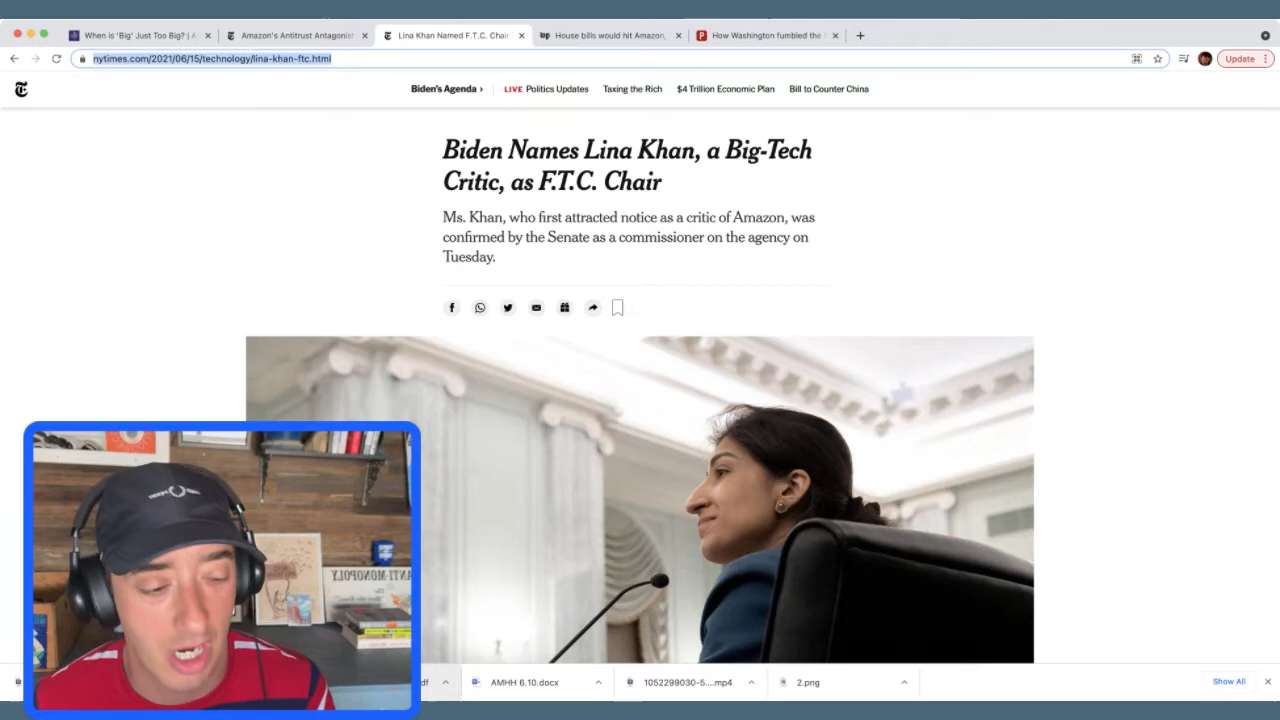 When is 'Big' Just Too Big? | A
Amazon's Antitrust Antagonist
Lina Khan Named F.T.C. Chair
House bills would hit Amazon,
How Washington fumbled the
nytimes.com/2021/06/15/technology/lina-khan-ftc.html
Update
Biden's Agenda ›
LIVE Politics Updates
Taxing the Rich
$4 Trillion Economic Plan
Bill to Counter China
Biden Names Lina Khan, a Big-Tech
Critic, as F.T.C. Chair
Ms. Khan, who first attracted notice as a critic of Amazon, was
confirmed by the Senate as a commissioner on the agency on
Tuesday.
ANTI-MONOPOLY
df
AMHH 6.10.docx
1052299030-5....mp4
2.png
Show All